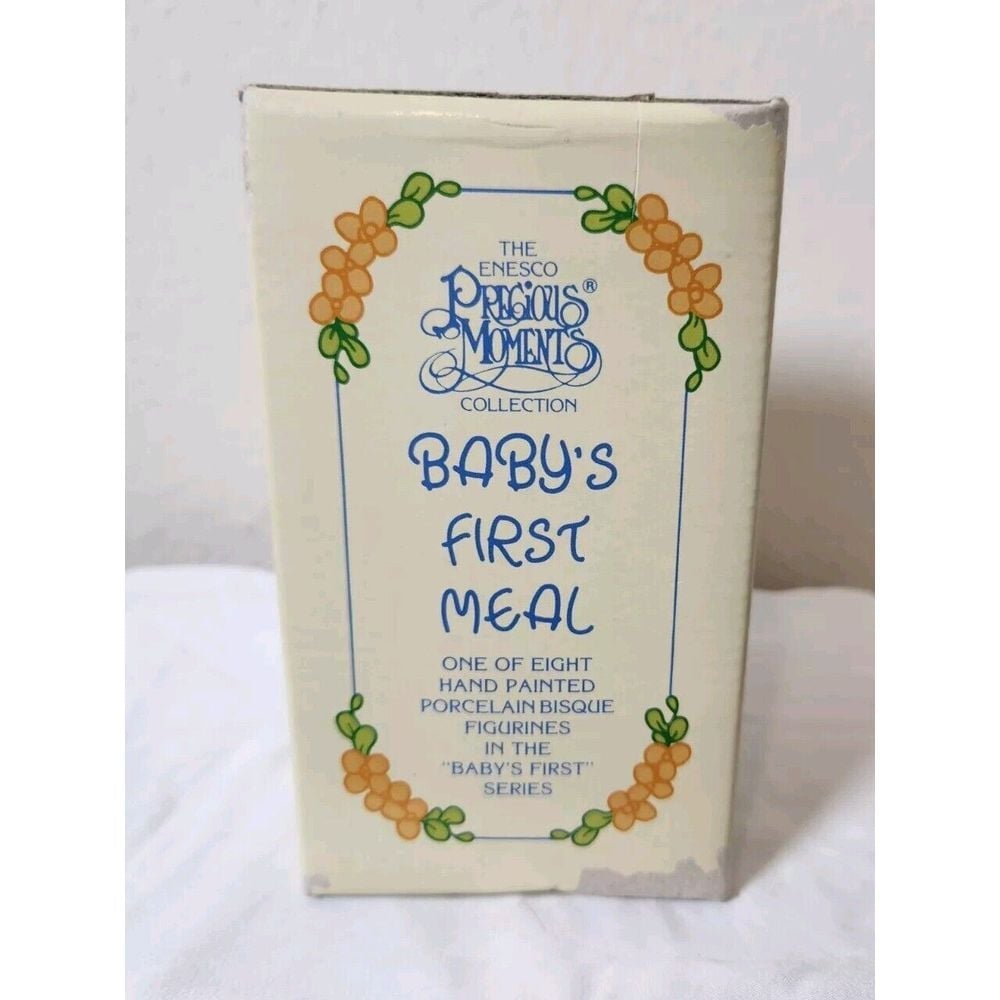 THE
ENESCO
PRECIOUS®
MOMENTS
COLLECTION
BABY'S
FIRST
MEAL
ONE OF EIGHT
HAND PAINTED
PORCELAIN BISQUE
FIGURINES
IN THE
"BABY'S FIRST"
SERIES